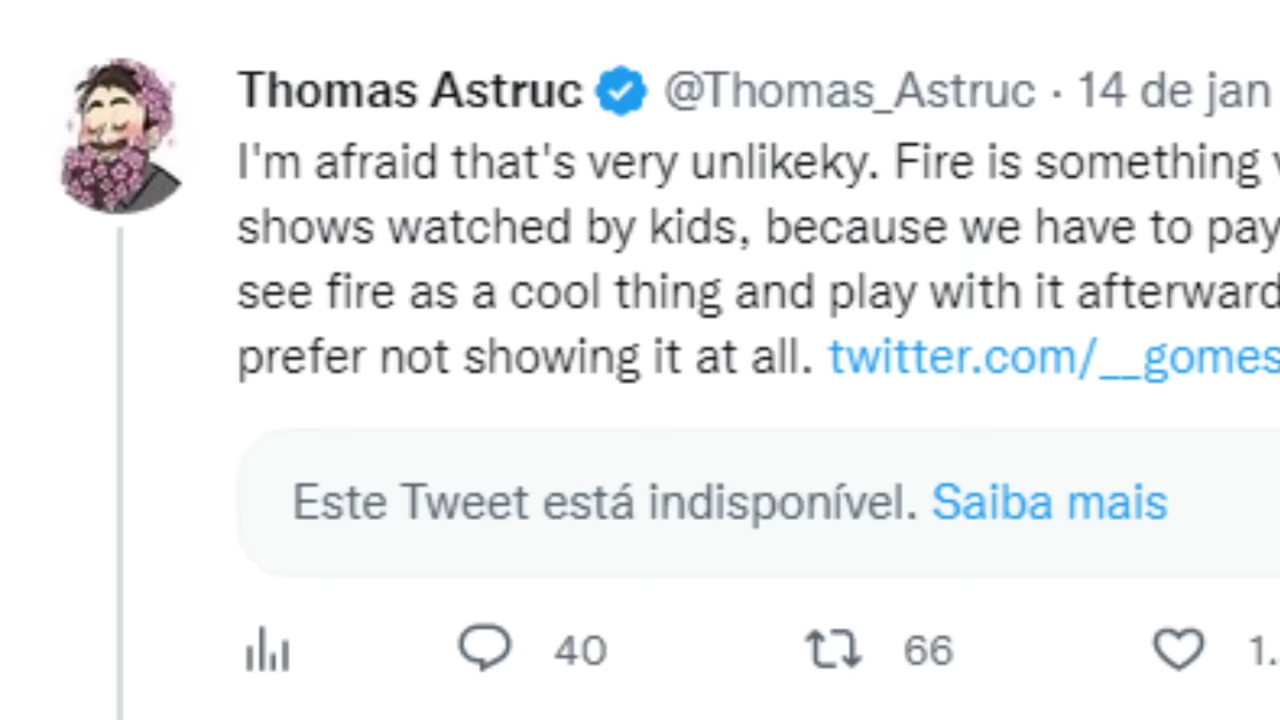 Thomas Astruc @Thomas_Astruc · 14 de jan
I'm afraid that's very unlikeky. Fire is something
shows watched by kids, because we have to pay
see fire as a cool thing and play with it afterward
prefer not showing it at all. twitter.com/__gomes
Este Tweet está indisponível. Saiba mais
40 66 1.